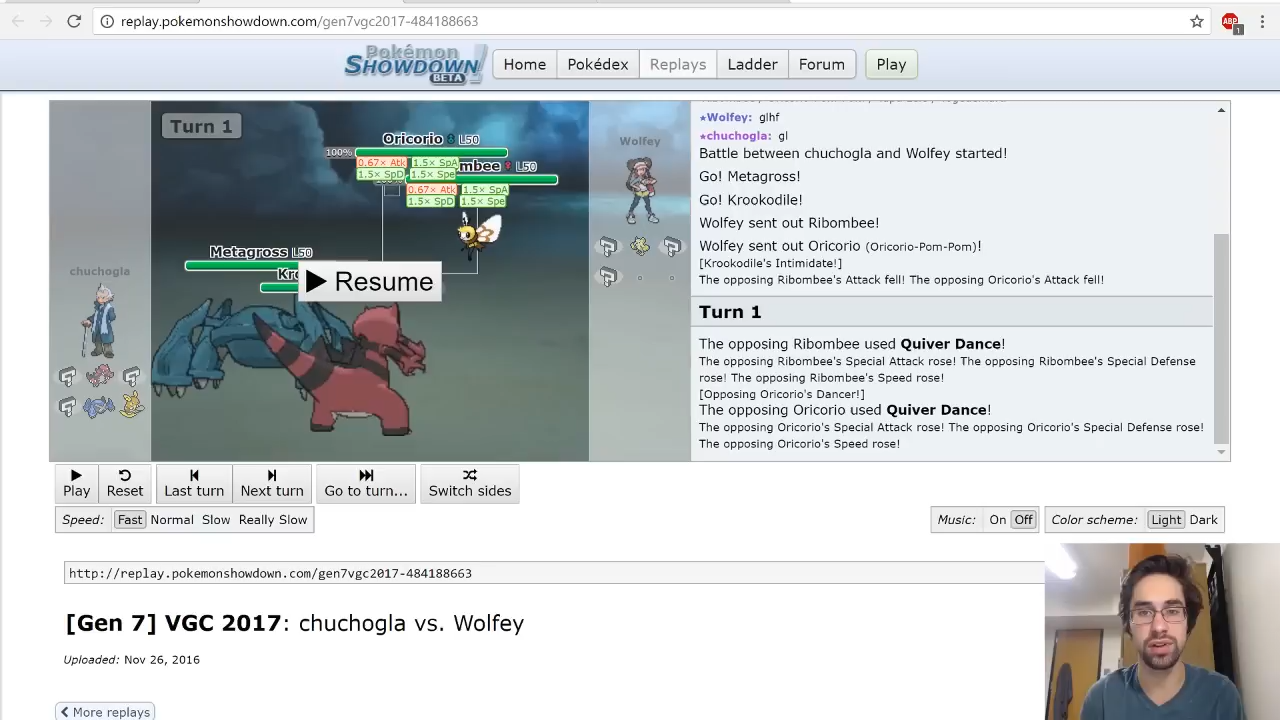 replay.pokemonshowdown.com/gen7vgc2017-484188663
ABP
1
Pokémon
SHOWDOWN!
BETA
Home
Pokédex
Replays
Ladder
Forum
Play
Turn 1
Oricorio L50
100%
0.67× Atk 1.5× SpA
1.5× SpD 1.5× Spe
mbee L50
0.67× Atk 1.5× SpA
1.5× SpD 1.5× Spe
Metagross L50
Kro
Resume
chuchogla
Wolfey
★Wolfey: glhf
★chuchogla: gl
Battle between chuchogla and Wolfey started!
Go! Metagross!
Go! Krookodile!
Wolfey sent out Ribombee!
Wolfey sent out Oricorio (Oricorio-Pom-Pom)!
[Krookodile's Intimidate!]
The opposing Ribombee's Attack fell! The opposing Oricorio's Attack fell!
Turn 1
The opposing Ribombee used Quiver Dance!
The opposing Ribombee's Special Attack rose! The opposing Ribombee's Special Defense
rose! The opposing Ribombee's Speed rose!
[Opposing Oricorio's Dancer!]
The opposing Oricorio used Quiver Dance!
The opposing Oricorio's Special Attack rose! The opposing Oricorio's Special Defense rose!
The opposing Oricorio's Speed rose!
Play
Reset
Last turn
Next turn
Go to turn...
Switch sides
Speed: Fast Normal Slow Really Slow
Music: On Off
Color scheme: Light Dark
http://replay.pokemonshowdown.com/gen7vgc2017-484188663
[Gen 7] VGC 2017: chuchogla vs. Wolfey
Uploaded: Nov 26, 2016
More replays